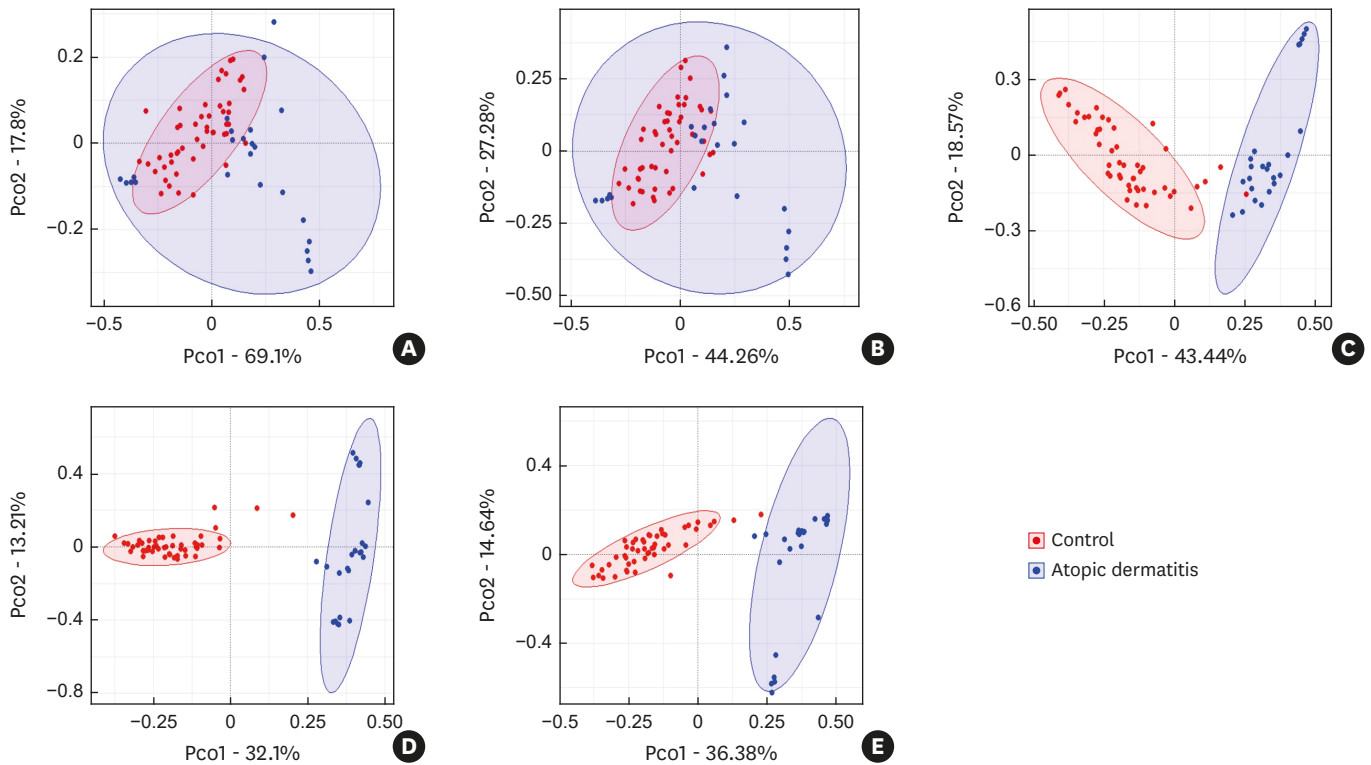 0.2
0
−0.2
−0.5
0
0.5
Pco2 - 17.8%
Pco1 - 69.1%
A
0.25
0
−0.25
−0.50
−0.5
0
0.5
Pco2 - 27.28%
Pco1 - 44.26%
B
0.3
0
−0.3
−0.6
−0.50
−0.25
0
0.25
0.50
Pco2 - 18.57%
Pco1 - 43.44%
C
0.4
0
−0.4
−0.8
−0.25
0
0.25
0.50
Pco2 - 13.21%
Pco1 - 32.1%
D
0.4
0
−0.4
−0.5
−0.25
0
0.25
0.50
Pco2 - 14.64%
Pco1 - 36.38%
E
Control
Atopic dermatitis